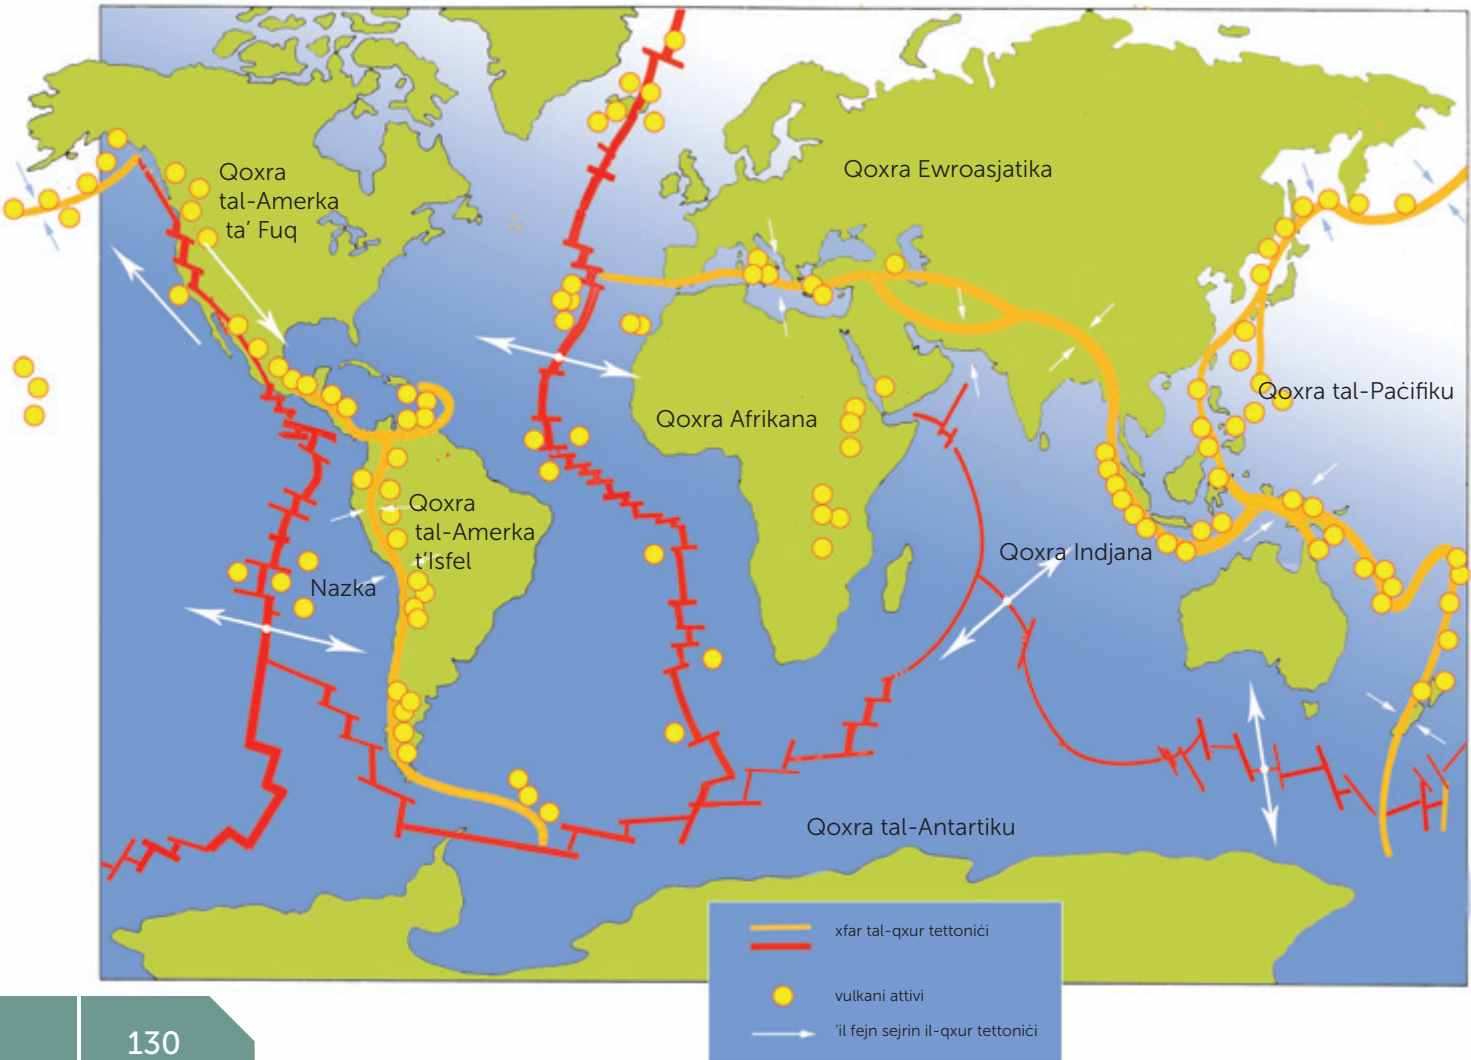 Qoxra
tal-Amerka
ta’ Fuq
Qoxra Ewroasjatika
Qoxra tal-Paċifiku
Qoxra Afrikana
Qoxra
tal-Amerka
t’Isfel
Qoxra Indjana
Nazka
Qoxra tal-Antartiku
xfar tal-qxur tettoniċi
vulkani attivi
’il fejn sejrin il-qxur tettoniċi
130